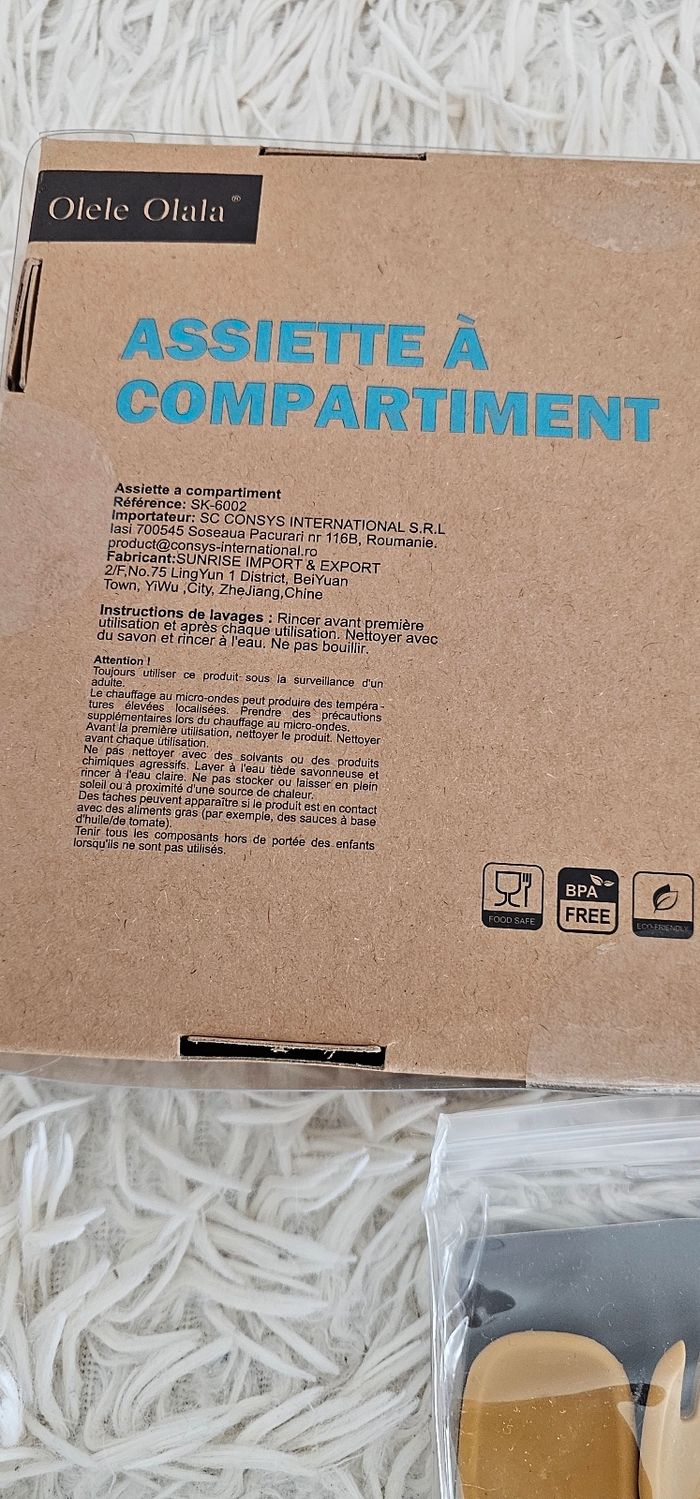 Olele Olala®
ASSIETTE À
COMPARTIMENT
Assiette a compartiment
Référence: SK-6002
Importateur: SC CONSYS INTERNATIONAL S.R.L
Iasi 700545 Soseaua Pacurari nr 116B, Roumanie.
product@consys-international.ro
Fabricant:SUNRISE IMPORT & EXPORT
2/F,No.75 LingYun 1 District, BeiYuan
Town, YiWu ,City, ZheJiang,Chine
Instructions de lavages : Rincer avant première
utilisation et après chaque utilisation. Nettoyer avec
du savon et rincer à l'eau. Ne pas bouillir.
Attention !
Toujours utiliser ce produit sous la surveillance d'un
adulte.
Le chauffage au micro-ondes peut produire des tempéra-
tures élevées localisées. Prendre des précautions
supplémentaires lors du chauffage au micro-ondes.
Avant la première utilisation, nettoyer le produit. Nettoyer
avant chaque utilisation.
Ne pas nettoyer avec des solvants ou des produits
chimiques agressifs. Laver à l'eau tiède savonneuse et
rincer à l'eau claire. Ne pas stocker ou laisser en plein
soleil ou à proximité d'une source de chaleur.
Des taches peuvent apparaître si le produit est en contact
avec des aliments gras (par exemple, des sauces à base
d'huile/de tomate).
Tenir tous les composants hors de portée des enfants
lorsqu'ils ne sont pas utilisés.
FOOD SAFE
BPA
FREE
ECO-FRIENDLY